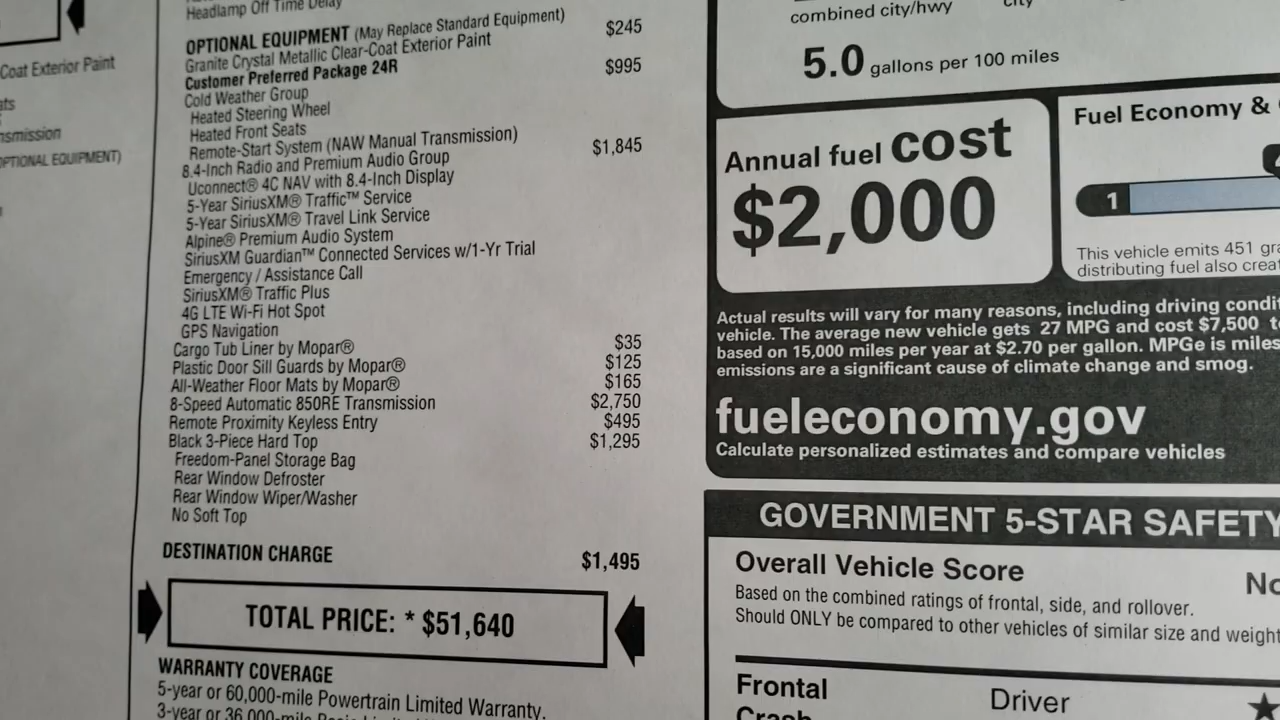 Coat Exterior Paint
ats
nsmission
OPTIONAL EQUIPMENT)
Headlamp Off Time Delay
OPTIONAL EQUIPMENT (May Replace Standard Equipment)
Granite Crystal Metallic Clear-Coat Exterior Paint $245
Customer Preferred Package 24R
Cold Weather Group $995
Heated Steering Wheel
Heated Front Seats
Remote-Start System (NAW Manual Transmission)
8.4-Inch Radio and Premium Audio Group $1,845
Uconnect® 4C NAV with 8.4-Inch Display
5-Year SiriusXM® Traffic™ Service
5-Year SiriusXM® Travel Link Service
Alpine® Premium Audio System
SiriusXM Guardian™ Connected Services w/1-Yr Trial
Emergency / Assistance Call
SiriusXM® Traffic Plus
4G LTE Wi-Fi Hot Spot
GPS Navigation
Cargo Tub Liner by Mopar® $35
Plastic Door Sill Guards by Mopar® $125
All-Weather Floor Mats by Mopar® $165
8-Speed Automatic 850RE Transmission $2,750
Remote Proximity Keyless Entry $495
Black 3-Piece Hard Top $1,295
Freedom-Panel Storage Bag
Rear Window Defroster
Rear Window Wiper/Washer
No Soft Top
DESTINATION CHARGE $1,495
TOTAL PRICE: * $51,640
WARRANTY COVERAGE
5-year or 60,000-mile Powertrain Limited Warranty.
3-year or 36,000-mile
combined city/hwy city
5.0 gallons per 100 miles
Annual fuel cost
$2,000
Fuel Economy &
1
This vehicle emits 451 gra
distributing fuel also creat
Actual results will vary for many reasons, including driving condit
vehicle. The average new vehicle gets 27 MPG and cost $7,500 t
based on 15,000 miles per year at $2.70 per gallon. MPGe is miles
emissions are a significant cause of climate change and smog.
fueleconomy.gov
Calculate personalized estimates and compare vehicles
GOVERNMENT 5-STAR SAFETY
Overall Vehicle Score No
Based on the combined ratings of frontal, side, and rollover.
Should ONLY be compared to other vehicles of similar size and weight
Frontal Driver ★
Crash